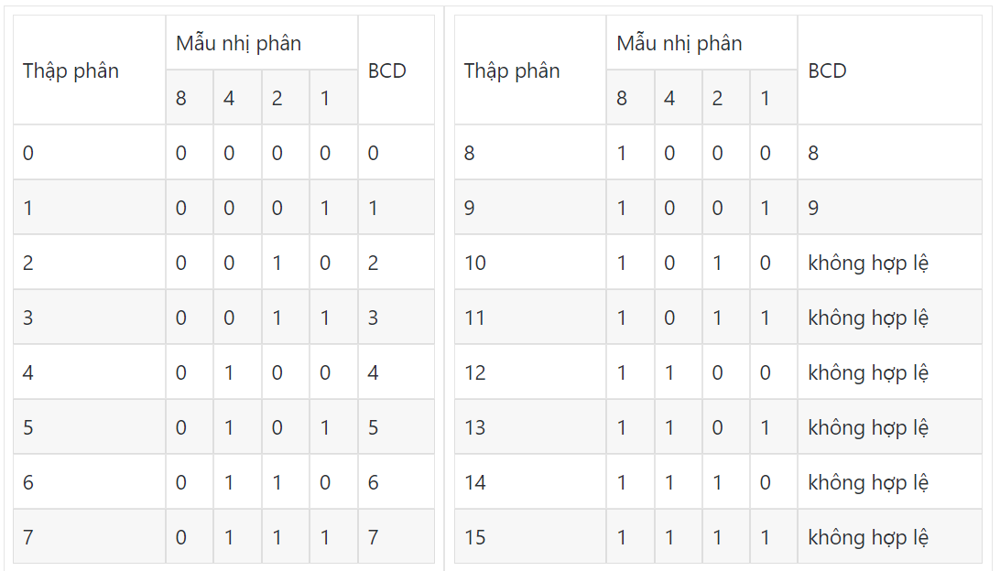 Thập phân Mẫu nhị phân BCD
8 4 2 1
0 0 0 0 0 0
1 0 0 0 1 1
2 0 0 1 0 2
3 0 0 1 1 3
4 0 1 0 0 4
5 0 1 0 1 5
6 0 1 1 0 6
7 0 1 1 1 7
Thập phân Mẫu nhị phân BCD
8 4 2 1
8 1 0 0 0 8
9 1 0 0 1 9
10 1 0 1 0 không hợp lệ
11 1 0 1 1 không hợp lệ
12 1 1 0 0 không hợp lệ
13 1 1 0 1 không hợp lệ
14 1 1 1 0 không hợp lệ
15 1 1 1 1 không hợp lệ